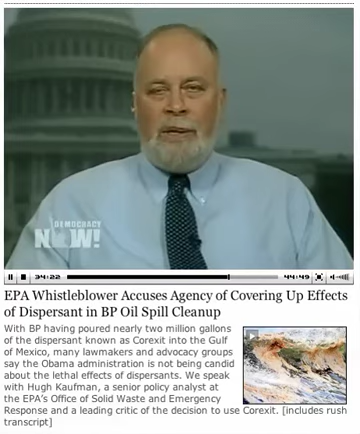 DEMOCRACY
NOW!
34:22
44:49
EPA Whistleblower Accuses Agency of Covering Up Effects
of Dispersant in BP Oil Spill Cleanup
With BP having poured nearly two million gallons
of the dispersant known as Corexit into the Gulf
of Mexico, many lawmakers and advocacy groups
say the Obama administration is not being candid
about the lethal effects of dispersants. We speak
with Hugh Kaufman, a senior policy analyst at
the EPA's Office of Solid Waste and Emergency
Response and a leading critic of the decision to use Corexit. [includes rush
transcript]